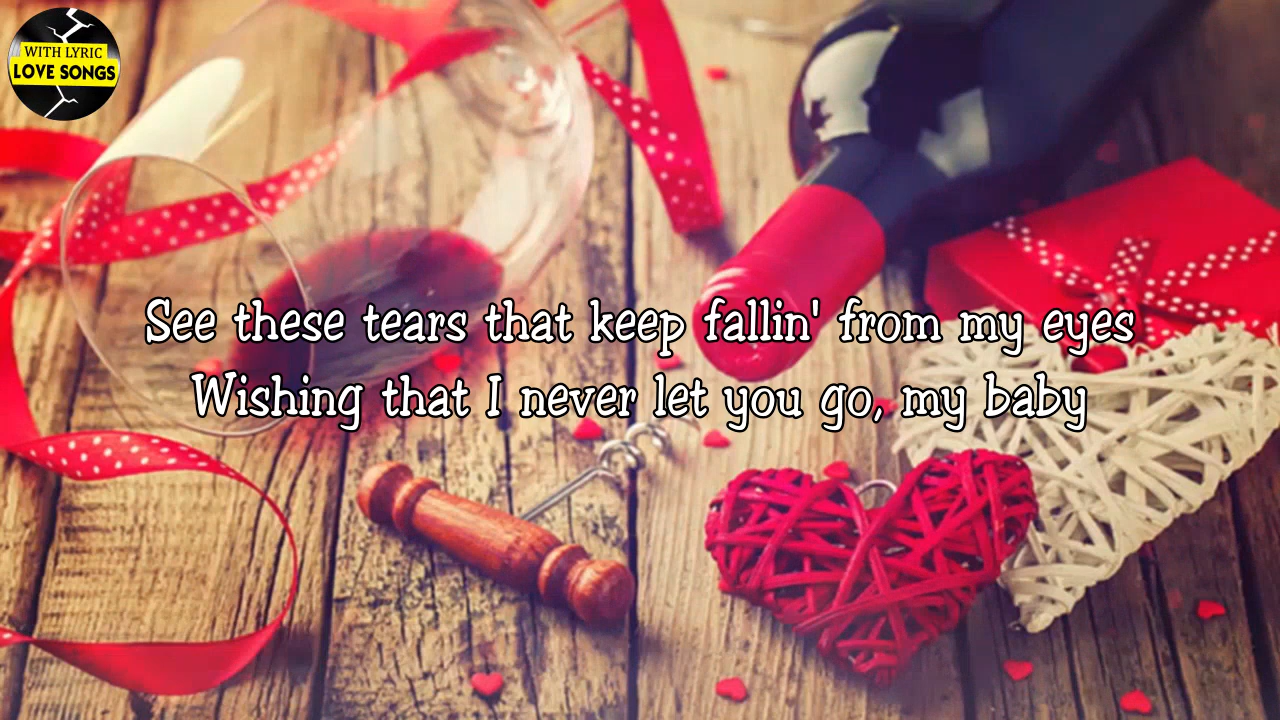 WITH LYRIC
LOVE SONGS
See these tears that keep fallin' from my eyes
Wishing that I never let you go, my baby